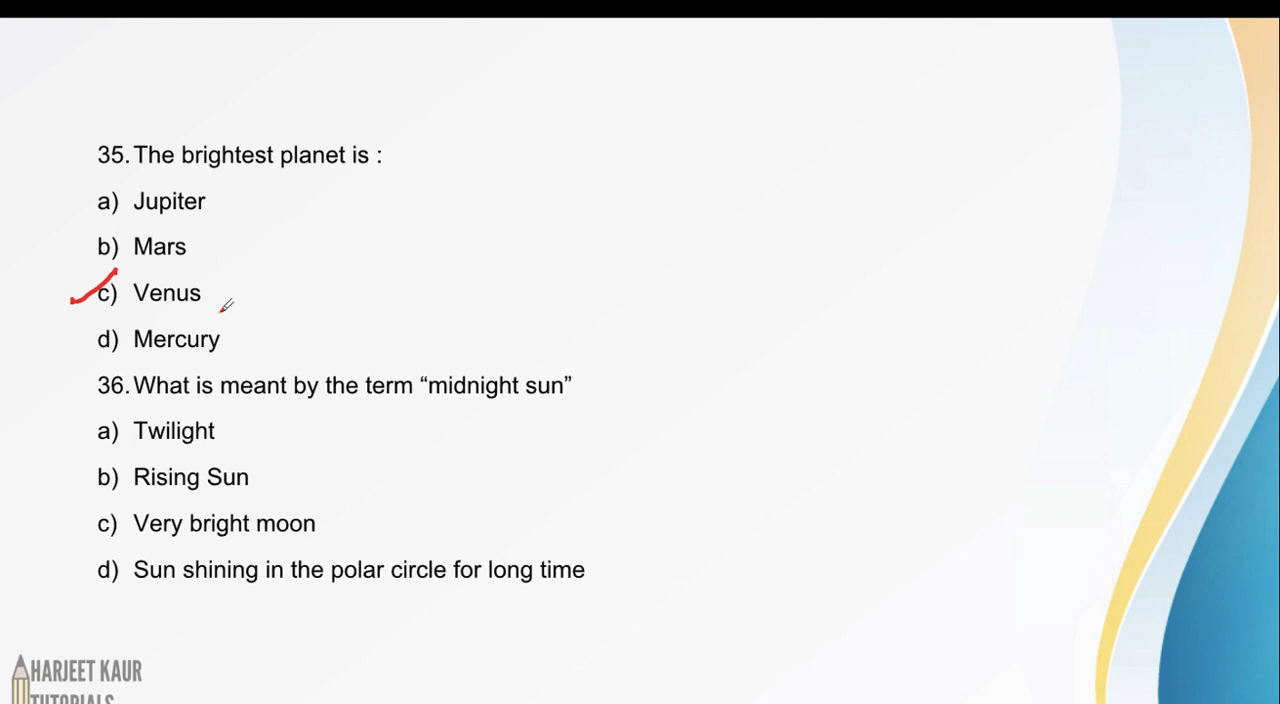 35. The brightest planet is :
a) Jupiter
b) Mars
c) Venus
d) Mercury
36. What is meant by the term “midnight sun”
a) Twilight
b) Rising Sun
c) Very bright moon
d) Sun shining in the polar circle for long time
HARJEET KAUR
TUTORIALS